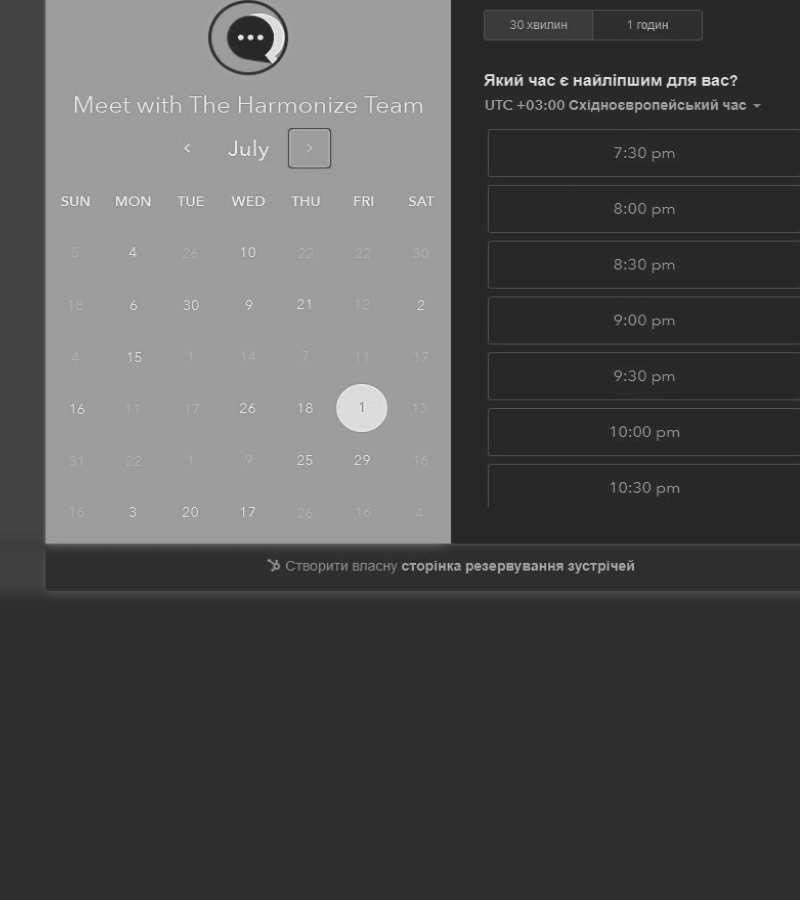 Meet with The Harmonize Team
July
SUN MON TUE WED THU FRI SAT
5 4 26 10 22 22 30
18 6 30 9 21 12 2
4 15 1 14 7 11 17
16 11 17 26 18 1 13
31 22 1 9 25 29 16
16 3 20 17 26 16 4
30 хвилин 1 годин
Який час є найліпшим для вас?
UTC +03:00 Східноєвропейський час
7:30 pm
8:00 pm
8:30 pm
9:00 pm
9:30 pm
10:00 pm
10:30 pm
Створити власну сторінка резервування зустрічей